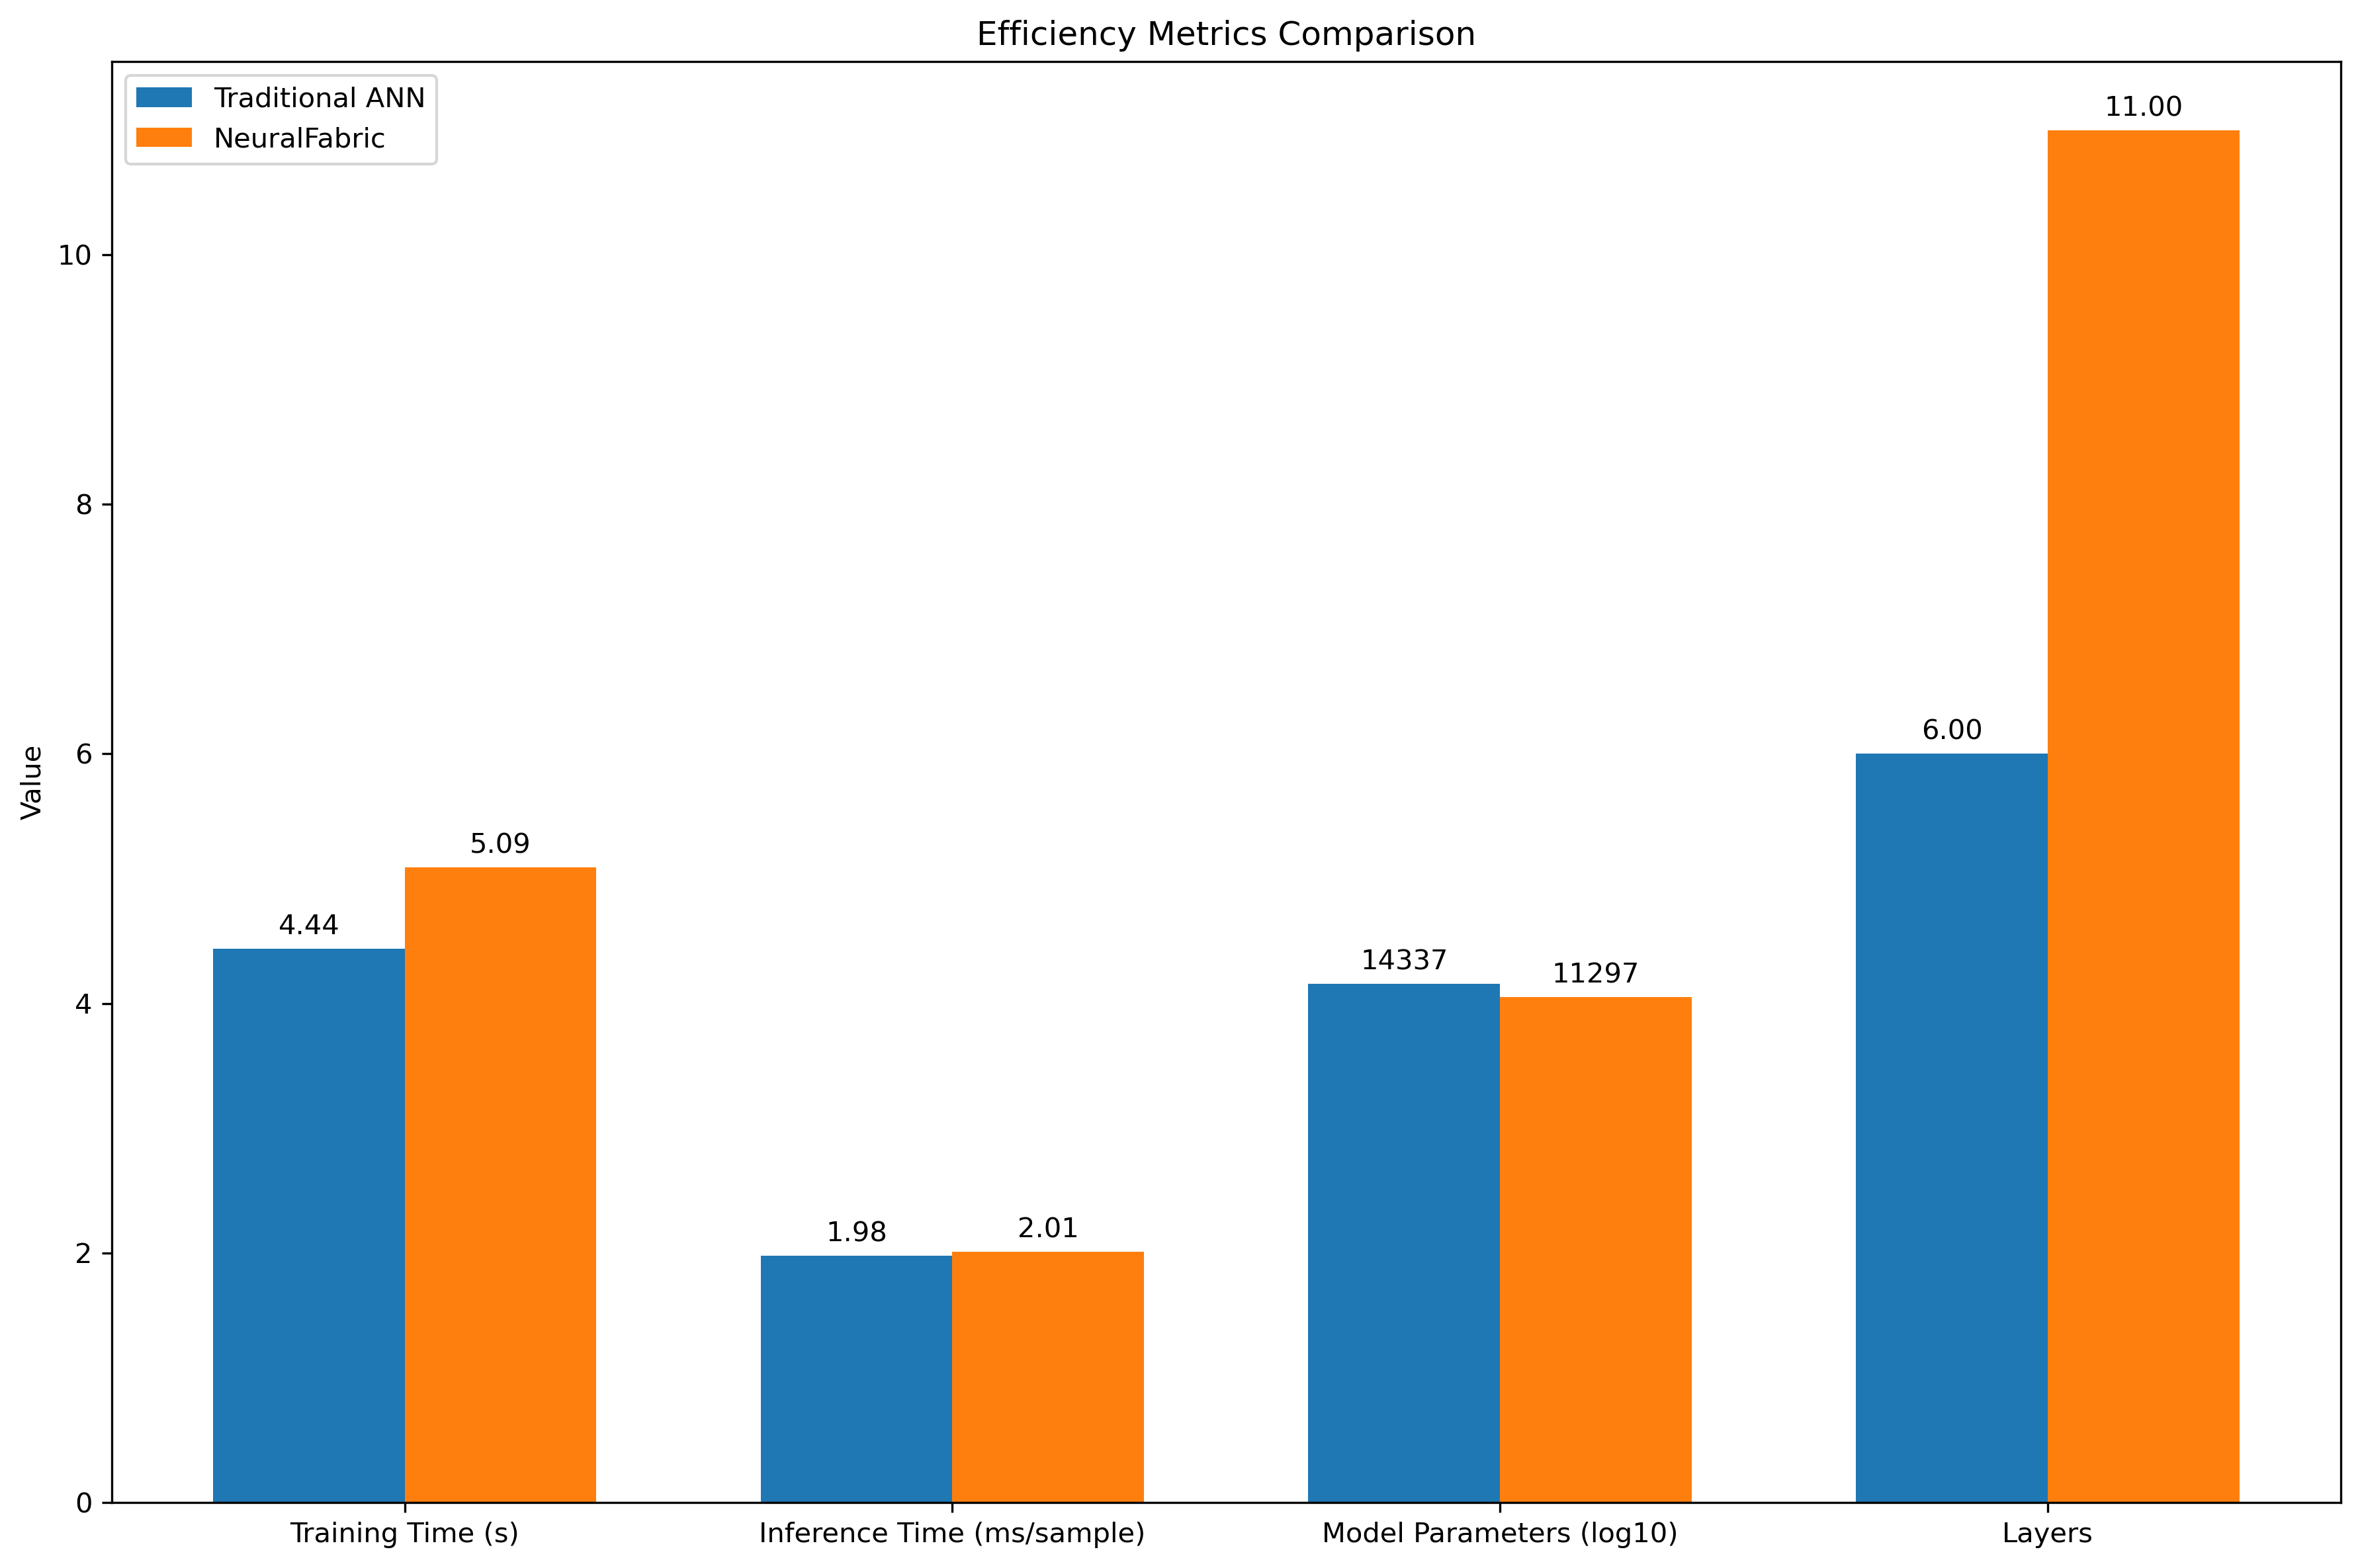 Efficiency Metrics Comparison
Traditional ANN
NeuralFabric
Value
10
8
6
4
2
0
4.44
5.09
1.98
2.01
14337
11297
6.00
11.00
Training Time (s)
Inference Time (ms/sample)
Model Parameters (log10)
Layers